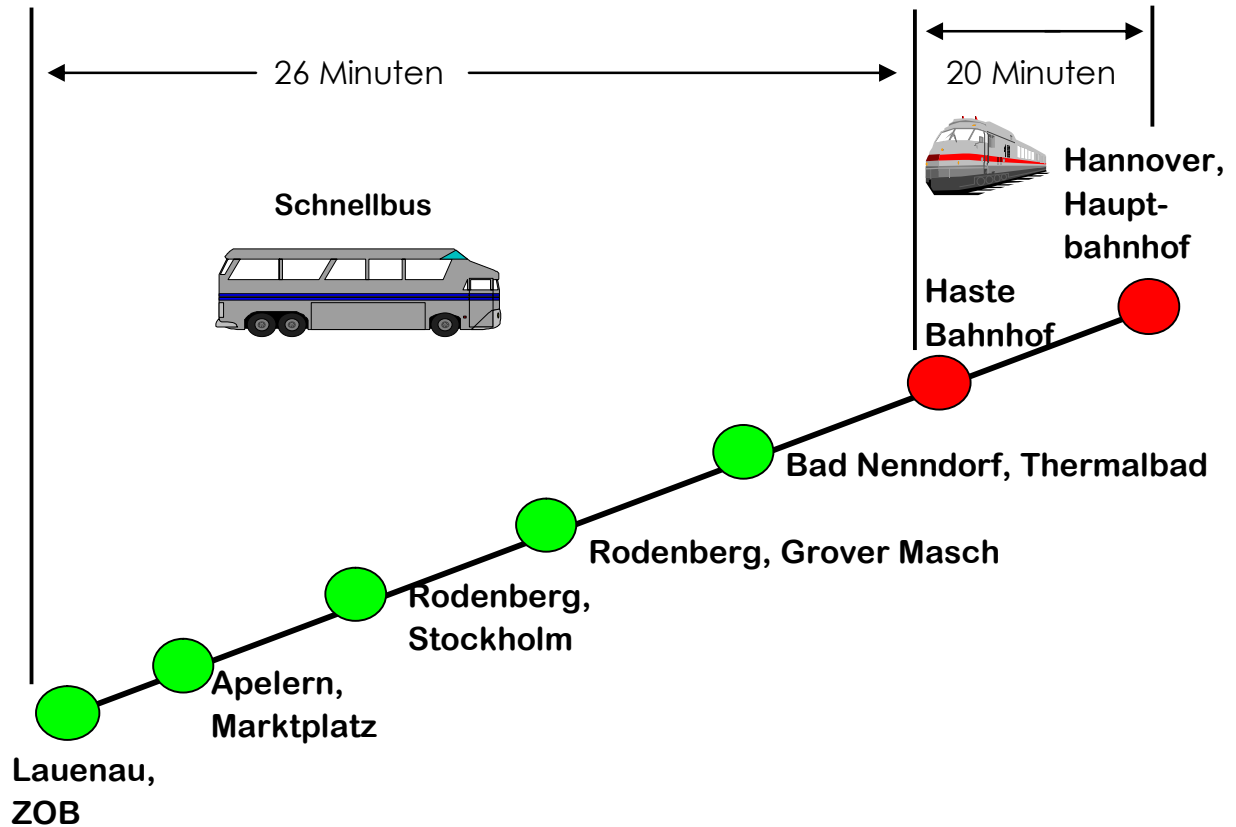 26 Minuten
20 Minuten
Schnellbus
Hannover,
Haupt-
bahnhof
Haste
Bahnhof
Bad Nenndorf, Thermalbad
Rodenberg, Grover Masch
Rodenberg,
Stockholm
Apelern,
Marktplatz
Lauenau,
ZOB